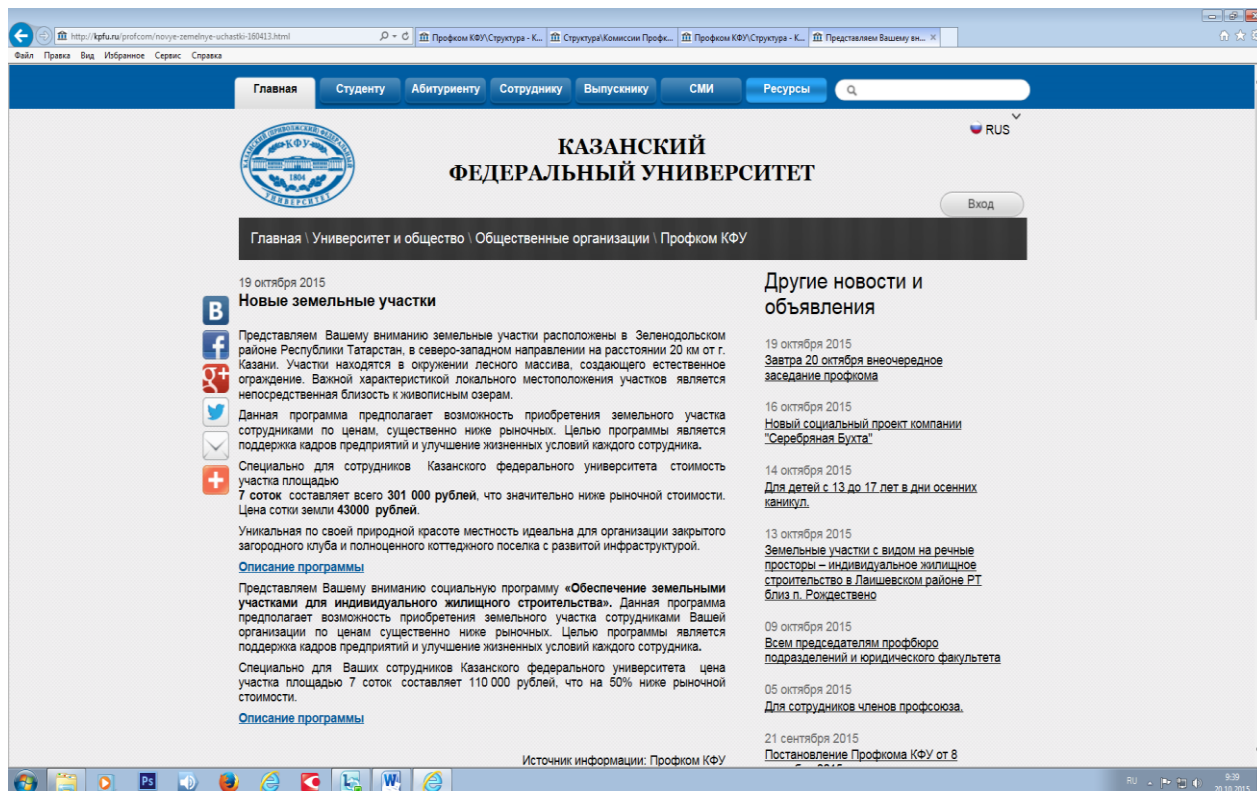 http://kpfu.ru/profcom/novye-zemelnye-uchastki-160413.html
Профком КФУ\Структура - К...
Структура\Комиссии Профк...
Профком КФУ\Структура - К...
Представляем Вашему вн...
Файл Правка Вид Избранное Сервис Справка
Главная
Студенту
Абитуриенту
Сотруднику
Выпускнику
СМИ
Ресурсы
RUS
КАЗАНСКИЙ
ФЕДЕРАЛЬНЫЙ УНИВЕРСИТЕТ
КФУ
1804
УНИВЕРСИТЕТ
Вход
Главная \ Университет и общество \ Общественные организации \ Профком КФУ
19 октября 2015
Новые земельные участки
Представляем Вашему вниманию земельные участки расположены в Зеленодольском
районе Республики Татарстан, в северо-западном направлении на расстоянии 20 км от г.
Казани. Участки находятся в окружении лесного массива, создающего естественное
ограждение. Важной характеристикой локального местоположения участков является
непосредственная близость к живописным озерам.
Данная программа предполагает возможность приобретения земельного участка
сотрудниками по ценам, существенно ниже рыночных. Целью программы является
поддержка кадров предприятий и улучшение жизненных условий каждого сотрудника.
Специально для сотрудников Казанского федерального университета стоимость
участка площадью
7 соток составляет всего 301 000 рублей, что значительно ниже рыночной стоимости.
Цена сотки земли 43000 рублей.
Уникальная по своей природной красоте местность идеальна для организации закрытого
загородного клуба и полноценного коттеджного поселка с развитой инфраструктурой.
Описание программы
Представляем Вашему вниманию социальную программу «Обеспечение земельными
участками для индивидуального жилищного строительства». Данная программа
предполагает возможность приобретения земельного участка сотрудниками Вашей
организации по ценам существенно ниже рыночных. Целью программы является
поддержка кадров предприятий и улучшение жизненных условий каждого сотрудника.
Специально для Ваших сотрудников Казанского федерального университета цена
участка площадью 7 соток составляет 110 000 рублей, что на 50% ниже рыночной
стоимости.
Описание программы
Источник информации: Профком КФУ
Другие новости и
объявления
19 октября 2015
Завтра 20 октября внеочередное
заседание профкома
16 октября 2015
Новый социальный проект компании
"Серебряная Бухта"
14 октября 2015
Для детей с 13 до 17 лет в дни осенних
каникул.
13 октября 2015
Земельные участки с видом на речные
просторы – индивидуальное жилищное
строительство в Лаишевском районе РТ
близ п. Рождествено
09 октября 2015
Всем председателям профбюро
подразделений и юридического факультета
05 октября 2015
Для сотрудников членов профсоюза.
21 сентября 2015
Постановление Профкома КФУ от 8
RU
9:39
20.10.2015